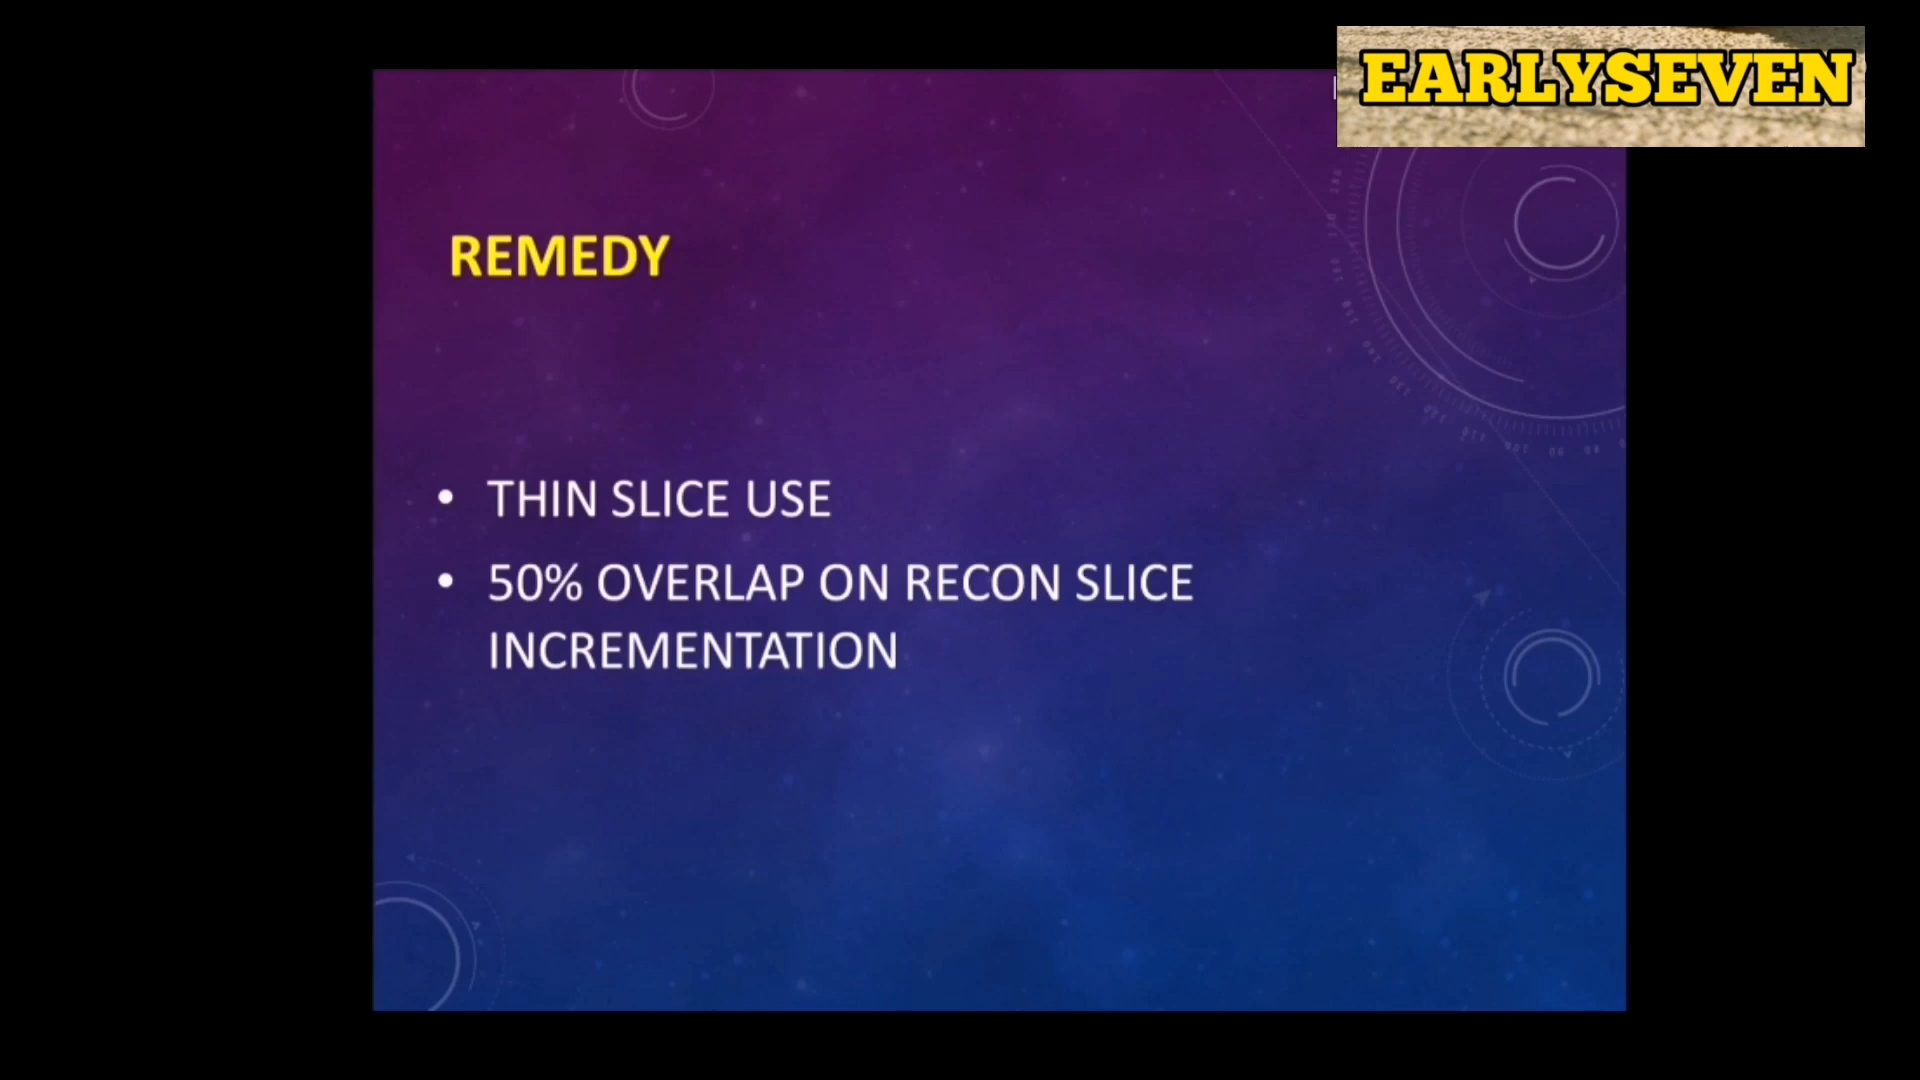 EARLYSEVEN
REMEDY
• THIN SLICE USE
• 50% OVERLAP ON RECON SLICE
INCREMENTATION